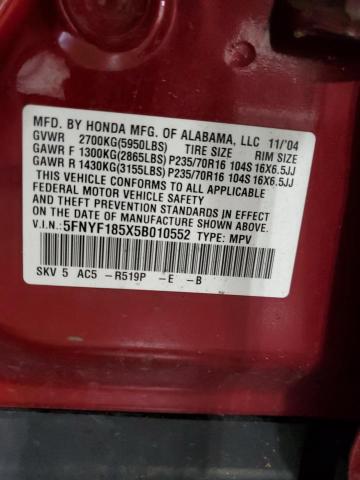 MFD. BY HONDA MFG. OF ALABAMA, LLC 11/'04
GVWR 2700KG(5950LBS) TIRE SIZE RIM SIZE
GAWR F 1300KG(2865LBS) P235/70R16 104S 16X6.5JJ
GAWR R 1430KG(3155LBS) P235/70R16 104S 16X6.5JJ
THIS VEHICLE CONFORMS TO ALL APPLICABLE
FEDERAL MOTOR VEHICLE SAFETY
AND THEFT PREVENTION STANDARDS IN EFFECT
ON THE DATE OF MANUFACTURE SHOWN ABOVE.
V.I.N.: 5FNYF185X5B010552 TYPE: MPV
SKV 5 AC5 -R519P -E -B